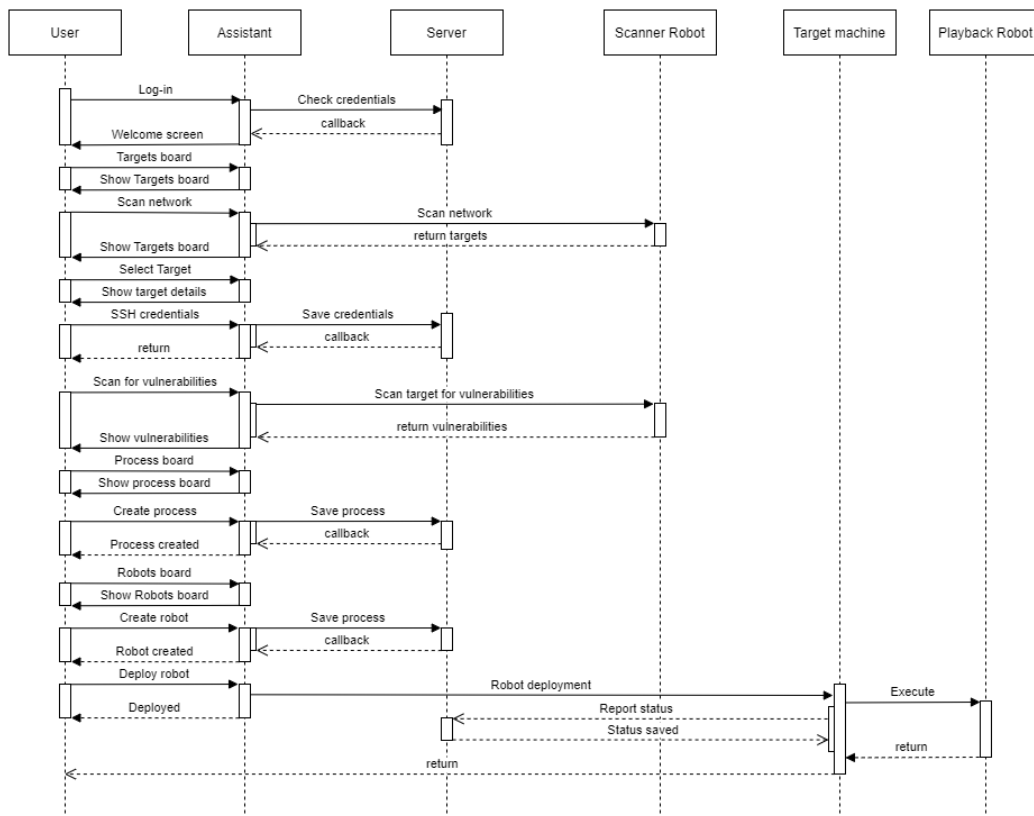 User
Assistant
Server
Scanner Robot
Target machine
Playback Robot
Log-in
Check credentials
callback
Welcome screen
Targets board
Show Targets board
Scan network
Scan network
return targets
Show Targets board
Select Target
Show target details
SSH credentials
Save credentials
callback
return
Scan for vulnerabilities
Scan target for vulnerabilities
return vulnerabilities
Show vulnerabilities
Process board
Show process board
Create process
Save process
callback
Process created
Robots board
Show Robots board
Create robot
Save process
callback
Robot created
Deploy robot
Robot deployment
Execute
Deployed
Report status
Status saved
return
return